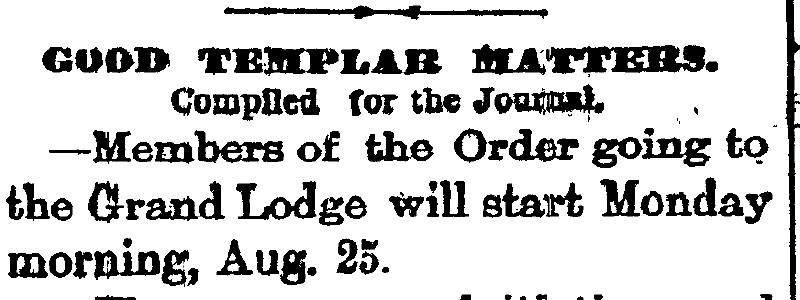 GOOD TEMPLAR MATTERS.
Compiled for the Journal.
—Members of the Order going to
the Grand Lodge will start Monday
morning, Aug. 25.